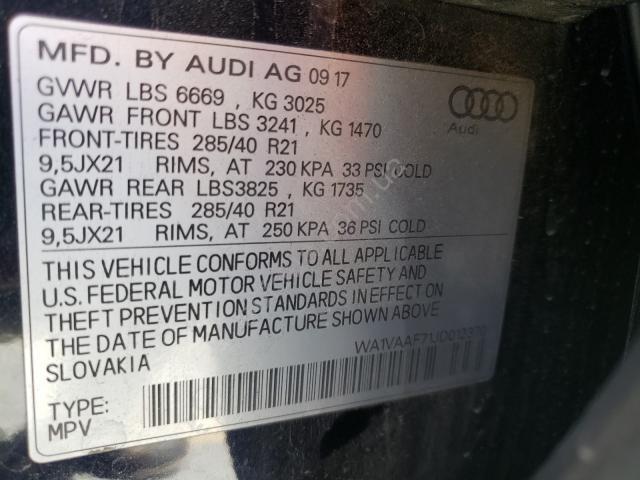 MFD. BY AUDI AG 09 17
GVWR LBS 6669 , KG 3025
GAWR FRONT LBS 3241 , KG 1470
FRONT-TIRES 285/40 R21
9,5JX21 RIMS, AT 230 KPA 33 PSI COLD
GAWR REAR LBS3825 , KG 1735
REAR-TIRES 285/40 R21
9,5JX21 RIMS, AT 250 KPA 36 PSI COLD
Audi
THIS VEHICLE CONFORMS TO ALL APPLICABLE
U.S. FEDERAL MOTOR VEHICLE SAFETY AND
THEFT PREVENTION STANDARDS IN EFFECT ON
THE DATE OF MANUFACTURE SHOWN ABOVE
SLOVAKIA
TYPE:
MPV